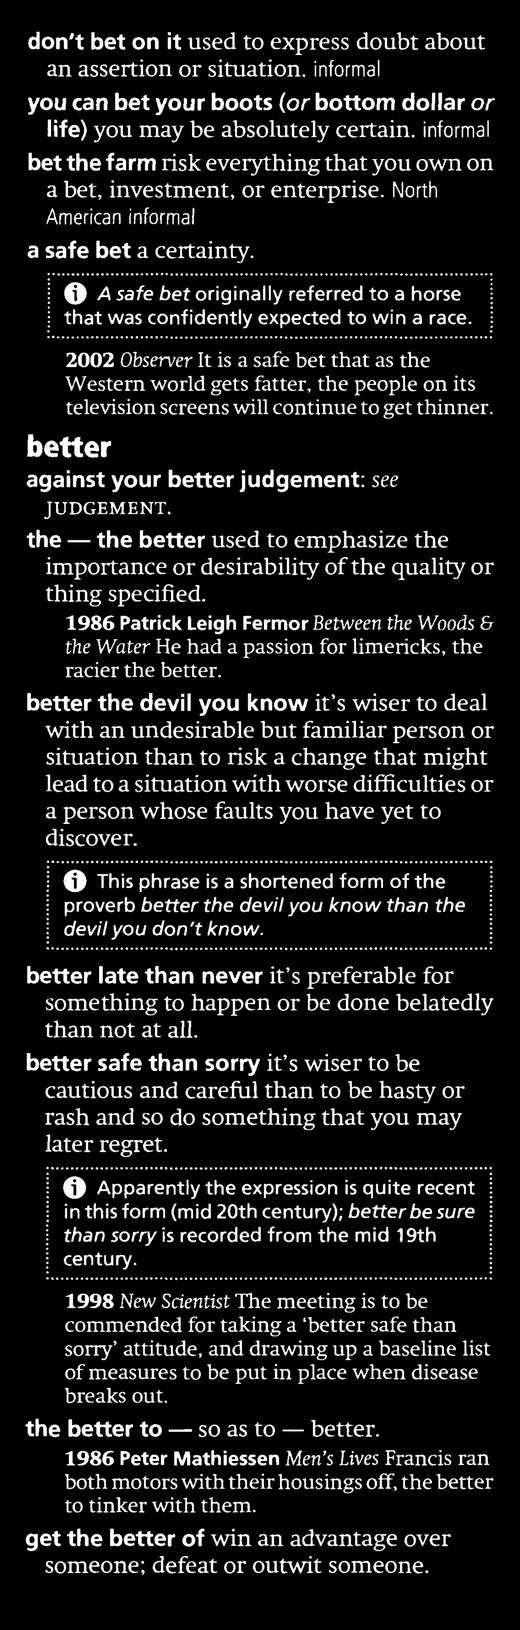 don't bet on it used to express doubt about
an assertion or situation. informal
you can bet your boots (or bottom dollar or
life) you may be absolutely certain. informal
bet the farm risk everything that you own on
a bet, investment, or enterprise. North
American informal
a safe bet a certainty.
i A safe bet originally referred to a horse
that was confidently expected to win a race.
2002 Observer It is a safe bet that as the
Western world gets fatter, the people on its
television screens will continue to get thinner.
better
against your better judgement: see
JUDGEMENT.
the — the better used to emphasize the
importance or desirability of the quality or
thing specified.
1986 Patrick Leigh Fermor Between the Woods &
the Water He had a passion for limericks, the
racier the better.
better the devil you know it's wiser to deal
with an undesirable but familiar person or
situation than to risk a change that might
lead to a situation with worse difficulties or
a person whose faults you have yet to
discover.
i This phrase is a shortened form of the
proverb better the devil you know than the
devil you don't know.
better late than never it's preferable for
something to happen or be done belatedly
than not at all.
better safe than sorry it's wiser to be
cautious and careful than to be hasty or
rash and so do something that you may
later regret.
i Apparently the expression is quite recent
in this form (mid 20th century); better be sure
than sorry is recorded from the mid 19th
century.
1998 New Scientist The meeting is to be
commended for taking a 'better safe than
sorry' attitude, and drawing up a baseline list
of measures to be put in place when disease
breaks out.
the better to — so as to — better.
1986 Peter Mathiessen Men's Lives Francis ran
both motors with their housings off, the better
to tinker with them.
get the better of win an advantage over
someone; defeat or outwit someone.